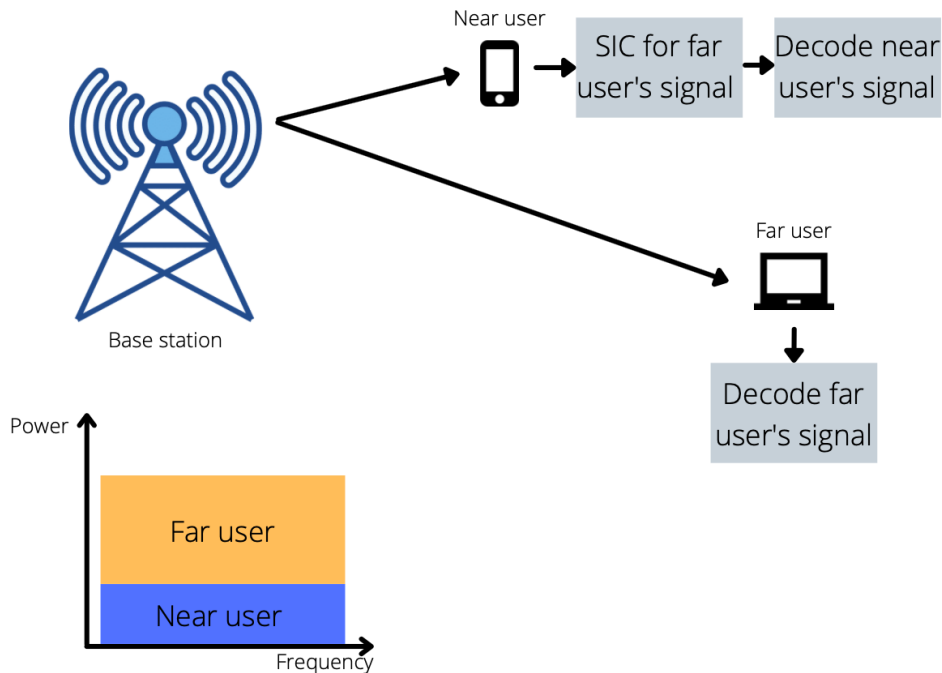 Near user
SIC for far
user's signal
Decode near
user's signal
Far user
Base station
Decode far
user's signal
Power
Far user
Near user
Frequency